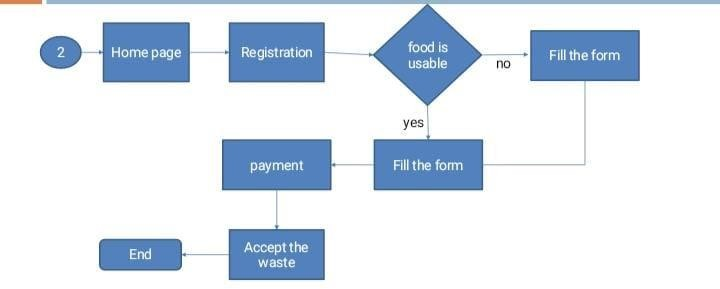 2
Home page
Registration
food is
usable
no
Fill the form
yes
payment
Fill the form
End
Accept the
waste